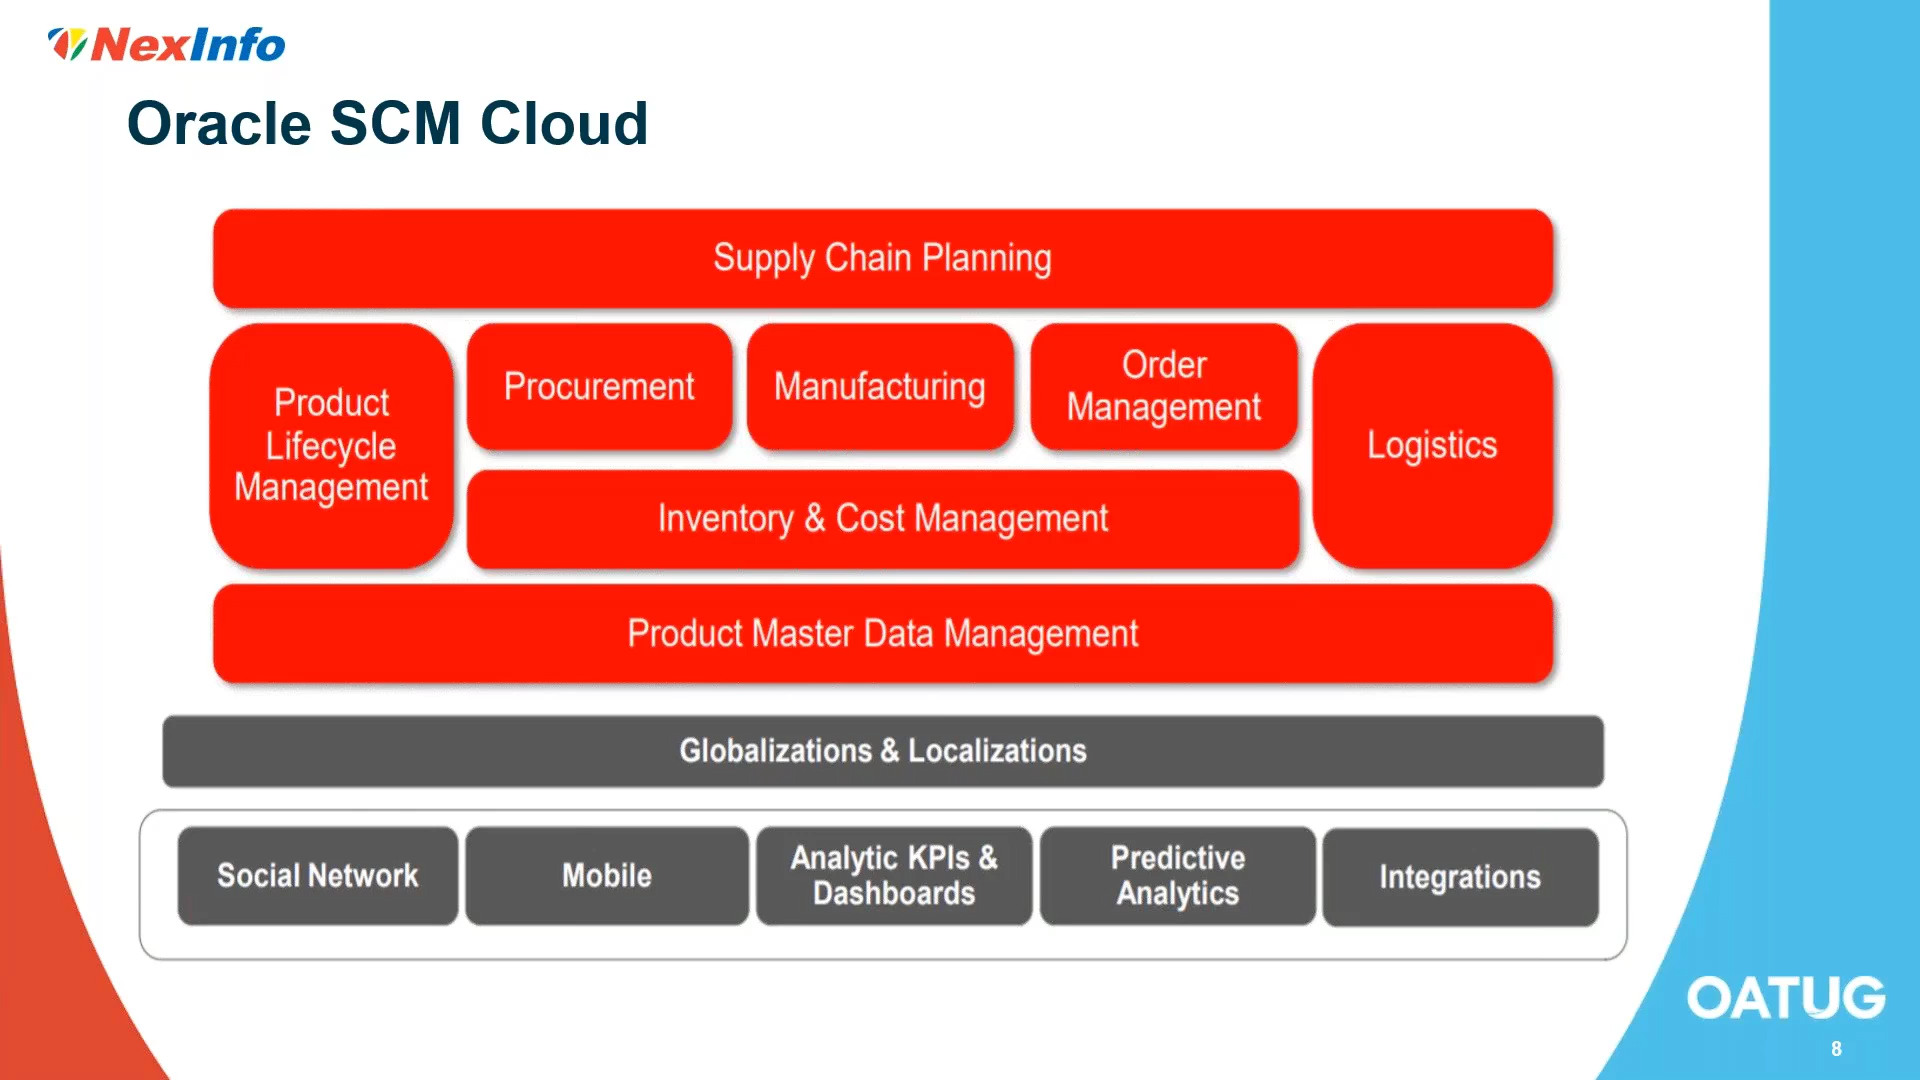 NexInfo
Oracle SCM Cloud
Supply Chain Planning
Product
Lifecycle
Management
Procurement
Manufacturing
Order
Management
Logistics
Inventory & Cost Management
Product Master Data Management
Globalizations & Localizations
Social Network
Mobile
Analytic KPIs &
Dashboards
Predictive
Analytics
Integrations
OATUG
8